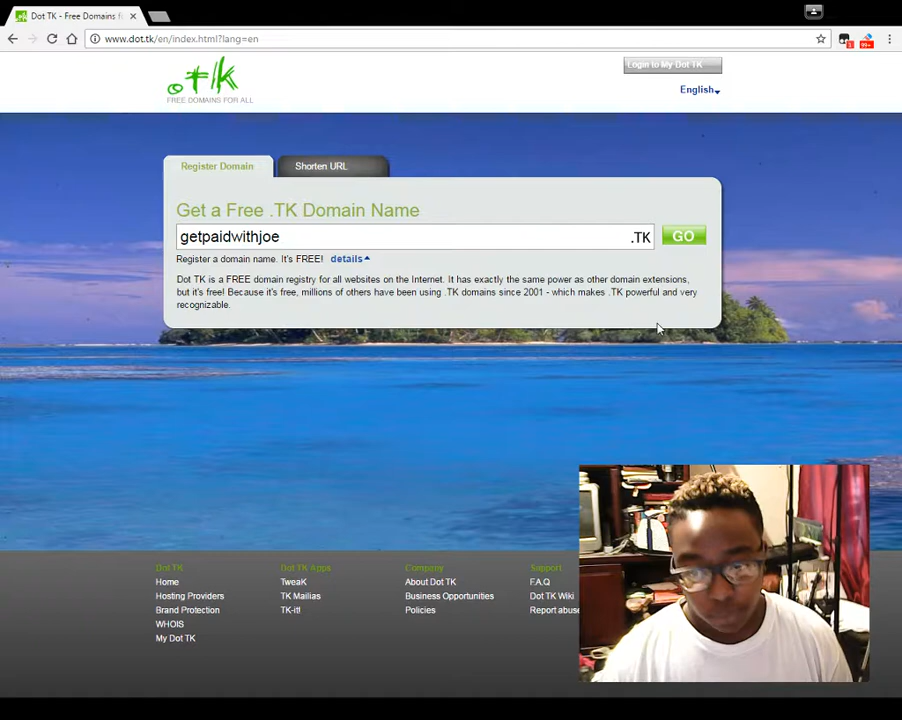 Dot TK - Free Domains f
www.dot.tk/en/index.html?lang=en
1
99+
.tk
FREE DOMAINS FOR ALL
Login to My Dot TK
English
Register Domain
Shorten URL
Get a Free .TK Domain Name
getpaidwithjoe
.TK
GO
Register a domain name. It's FREE! details
Dot TK is a FREE domain registry for all websites on the Internet. It has exactly the same power as other domain extensions,
but it's free! Because it's free, millions of others have been using .TK domains since 2001 - which makes .TK powerful and very
recognizable.
Dot TK
Home
Hosting Providers
Brand Protection
WHOIS
My Dot TK
Dot TK Apps
TweaK
TK Mailias
TK-it!
Company
About Dot TK
Business Opportunities
Policies
Support
F.A.Q
Dot TK Wiki
Report abuse